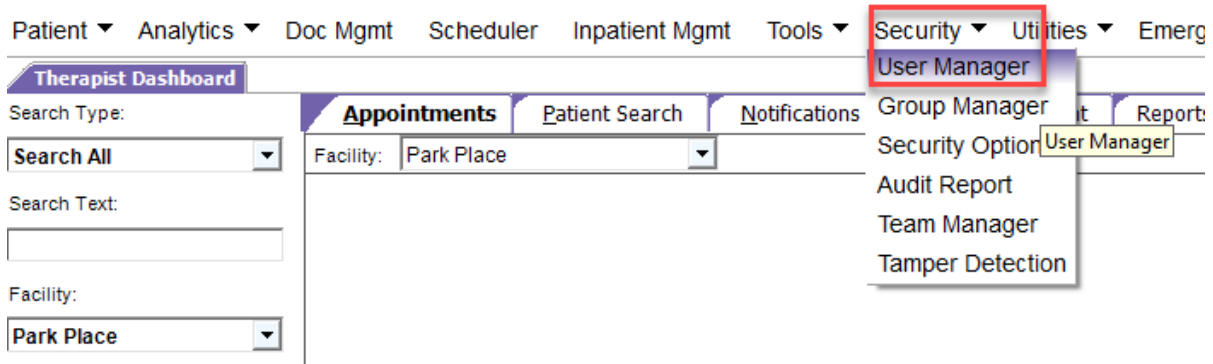 Patient Analytics Doc Mgmt Scheduler Inpatient Mgmt Tools Security Utilities Emerg
Therapist Dashboard
User Manager
Search Type:
Appointments Patient Search Notifications Group Manager Reports
Search All
Facility: Park Place
Security Option
User Manager
Audit Report
Search Text:
Team Manager
Tamper Detection
Facility:
Park Place